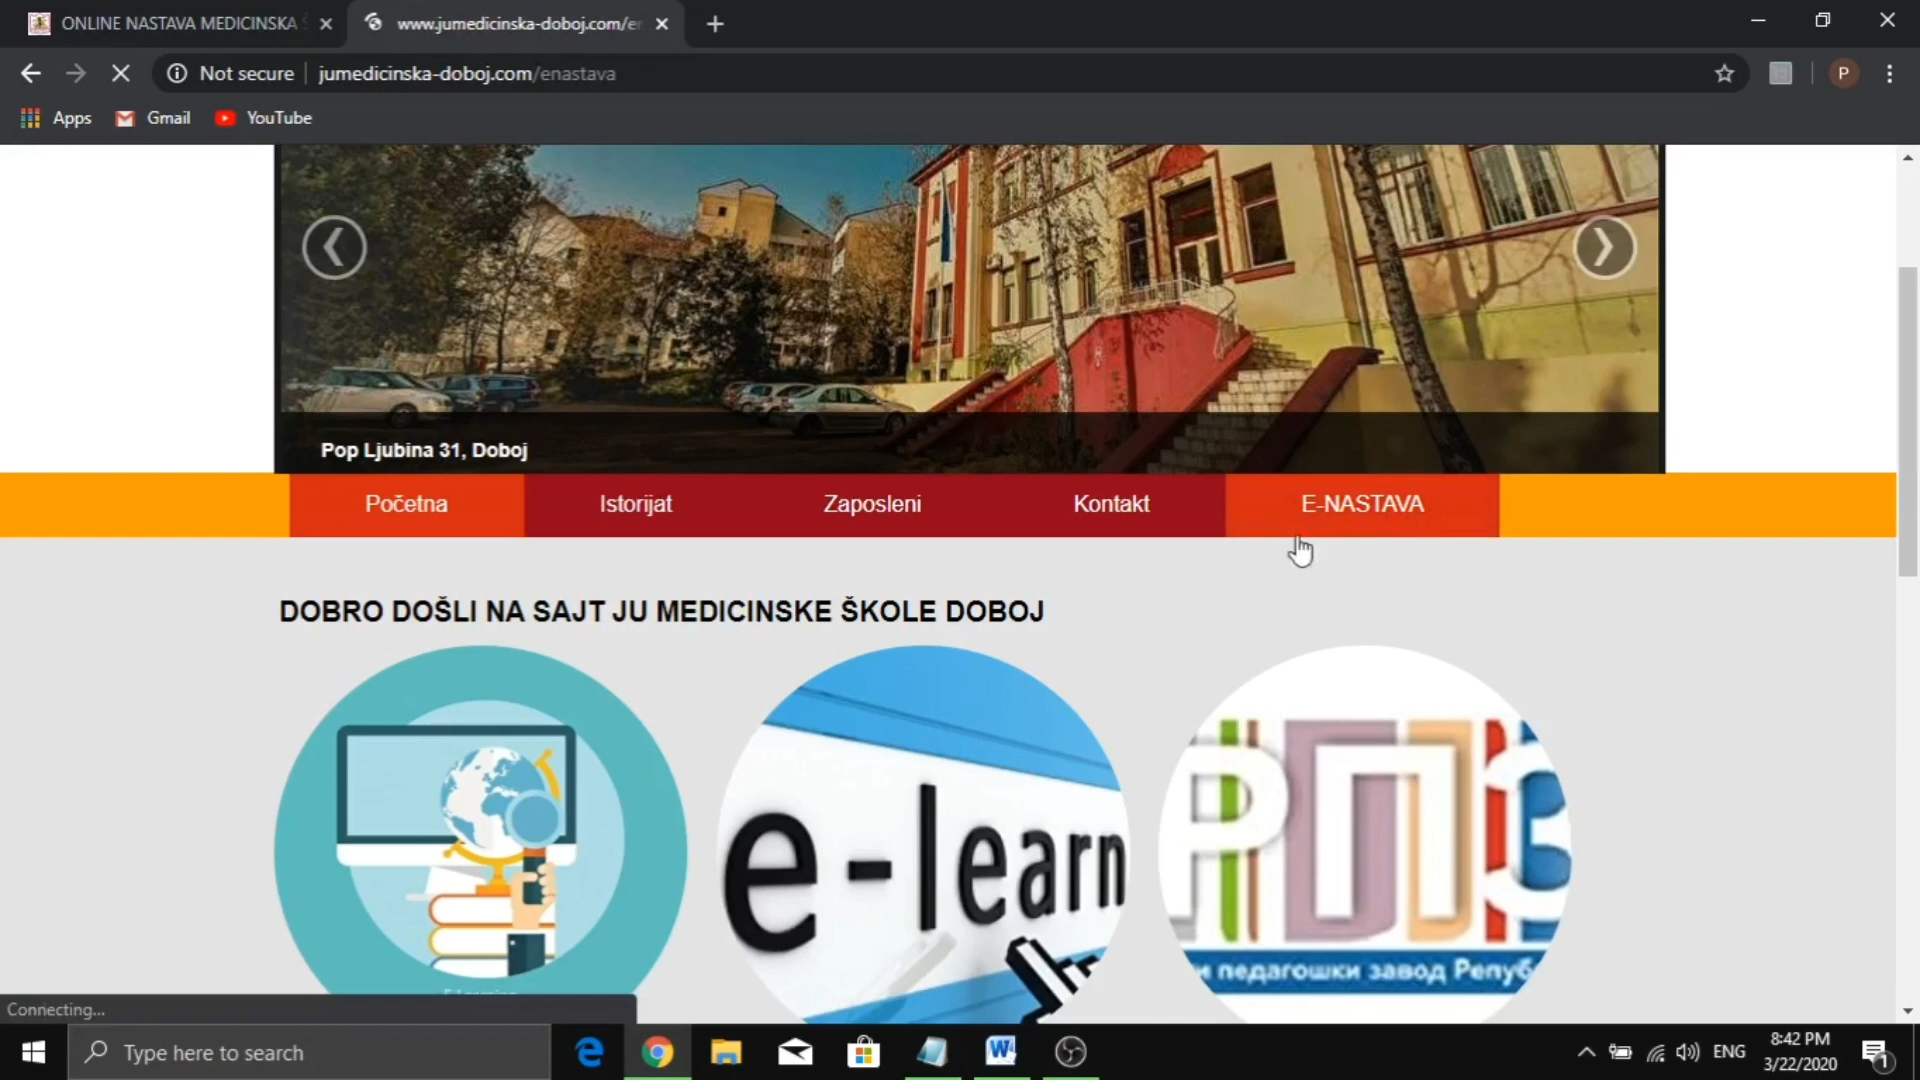 ONLINE NASTAVA MEDICINSKA
www.jumedicinska-doboj.com/e
Not secure
jumedicinska-doboj.com/enastava
P
Apps
Gmail
YouTube
Pop Ljubina 31, Doboj
Početna
Istorijat
Zaposleni
Kontakt
E-NASTAVA
DOBRO DOŠLI NA SAJT JU MEDICINSKE ŠKOLE DOBOJ
e-learn
РПЗ
и педагошки завод Репуб
Connecting...
Type here to search
ENG
8:42 PM
3/22/2020
1